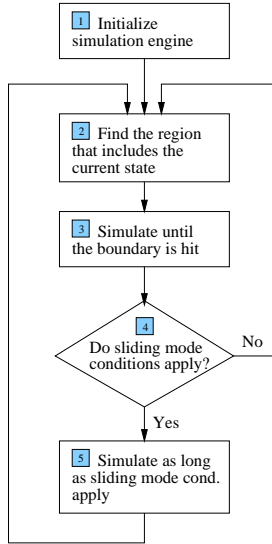 1 Initialize
simulation engine
2 Find the region
that includes the
current state
3 Simulate until
the boundary is hit
4
Do sliding mode
conditions apply?
No
Yes
5 Simulate as long
as sliding mode cond.
apply